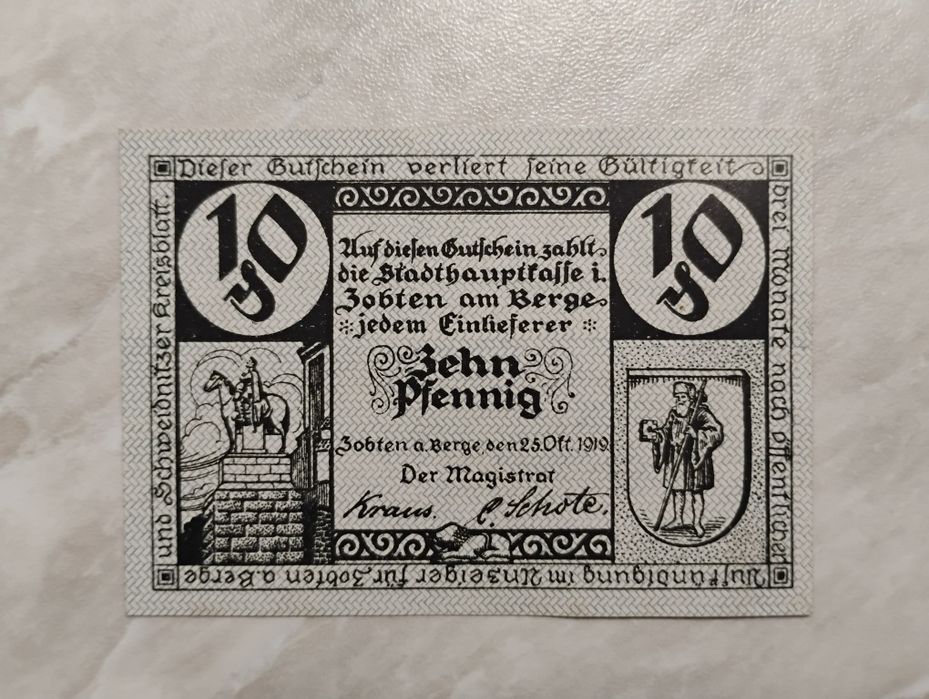 Dieser Gutschein verliert seine Gültigkeit
drei Monate nach öffentlicher
Aufkündigung im Anzeiger für Zobten a. Berge
und Schweidnitzer Kreisblatt.
10 y
10 y
Auf diesen Gutschein zahlt
die Stadthauptkasse i.
Zobten am Berge
jedem Einlieferer
Zehn
Pfennig
Zobten a. Berge, den 25. Okt. 1919
Der Magistrat
Kraus. C. Schote.